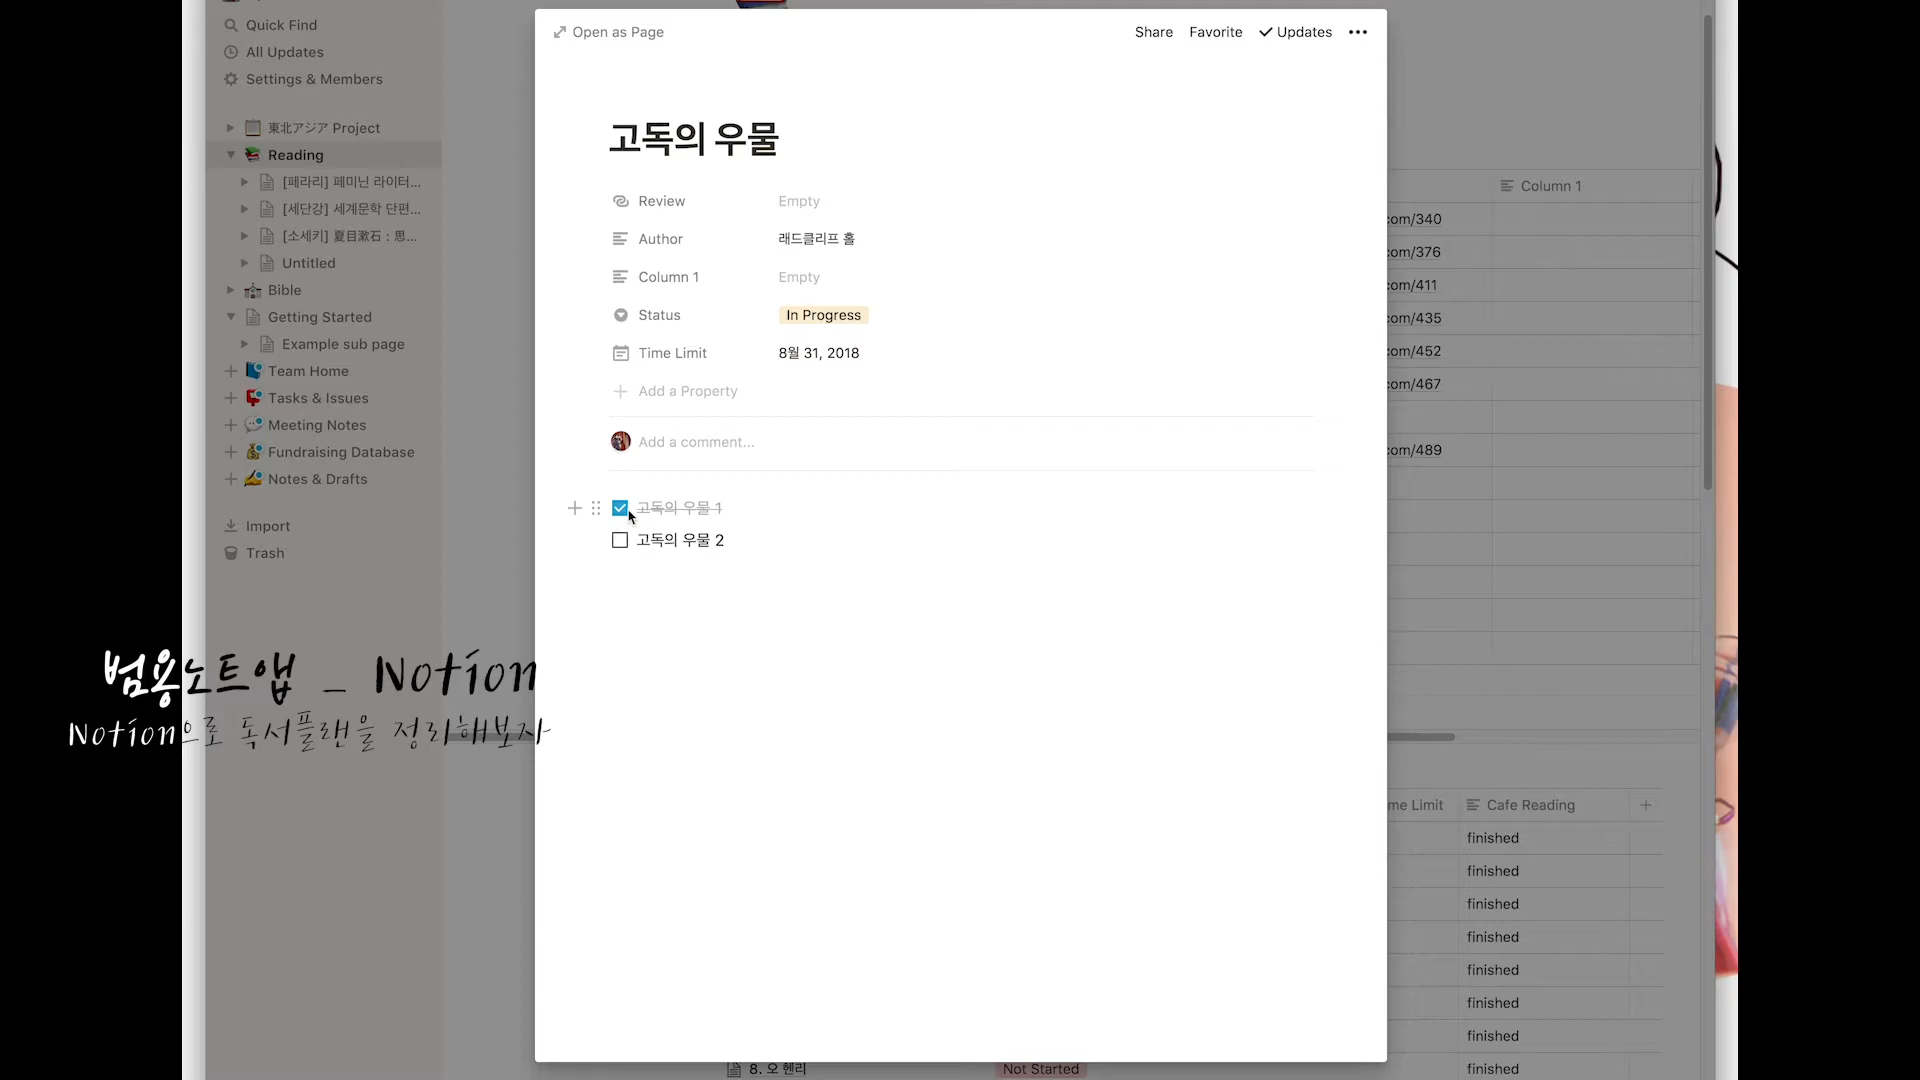 Quick Find
All Updates
Settings & Members
東北アジア Project
Reading
[페라리] 페미닌 라이터...
[세단강] 세계문학 단편...
[소세키] 夏目漱石 : 思...
Untitled
Bible
Getting Started
Example sub page
Team Home
Tasks & Issues
Meeting Notes
Fundraising Database
Notes & Drafts
Import
Trash
범용노트앱 _ Notion
Notion으로 독서플랜을 정리해보자
Open as Page
Share Favorite Updates
고독의 우물
Review Empty
Author 래드클리프 홀
Column 1 Empty
Status In Progress
Time Limit 8월 31, 2018
Add a Property
Add a comment...
고독의 우물 1
고독의 우물 2
Column 1
com/340
com/376
com/411
com/435
com/452
com/467
com/489
me Limit Cafe Reading
finished
finished
finished
finished
finished
finished
finished
8. 오 헨리 Not Started finished